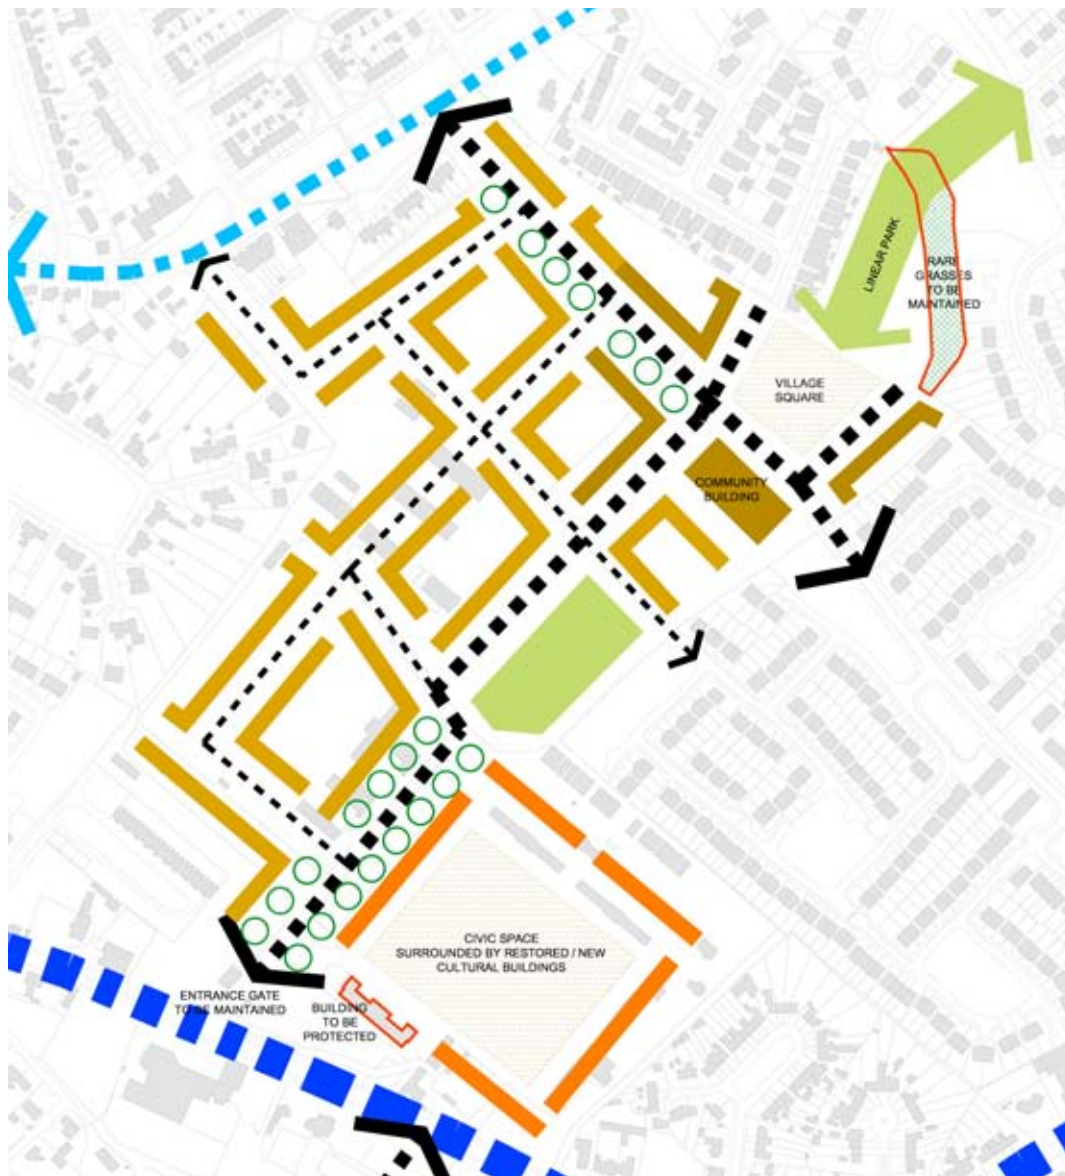 LINEAR PARK
RARE
GRASSES
TO BE
MAINTAINED
VILLAGE
SQUARE
COMMUNITY
BUILDING
CIVIC SPACE
SURROUNDED BY RESTORED / NEW
CULTURAL BUILDINGS
ENTRANCE GATE
TO BE MAINTAINED
BUILDING
TO BE
PROTECTED